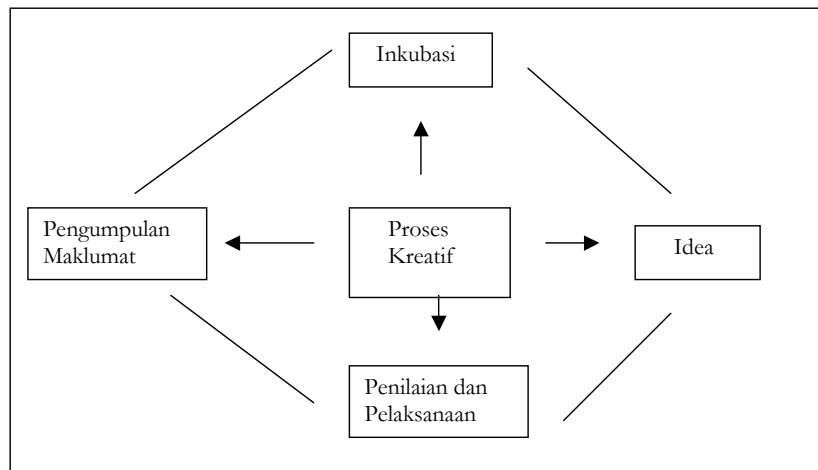 Inkubasi
Pengumpulan
Maklumat
Proses
Kreatif
Idea
Penilaian dan
Pelaksanaan